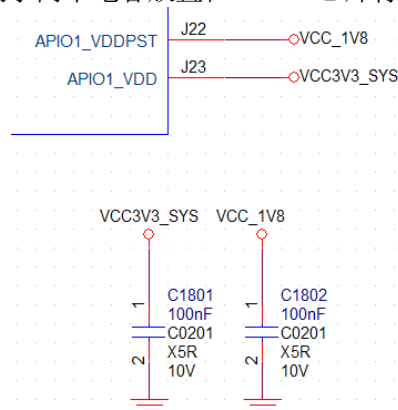 J22
APIO1_VDDPST VCC_1V8
J23
APIO1_VDD VCC3V3_SYS
VCC3V3_SYS VCC_1V8
1 C1801 1 C1802
100nF 100nF
C0201 C0201
2 X5R 2 X5R
10V 10V